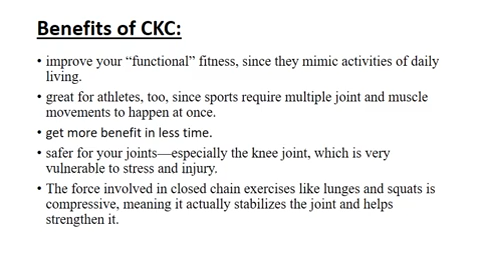 Benefits of CKC:
• improve your “functional” fitness, since they mimic activities of daily
living.
• great for athletes, too, since sports require multiple joint and muscle
movements to happen at once.
• get more benefit in less time.
• safer for your joints—especially the knee joint, which is very
vulnerable to stress and injury.
• The force involved in closed chain exercises like lunges and squats is
compressive, meaning it actually stabilizes the joint and helps
strengthen it.